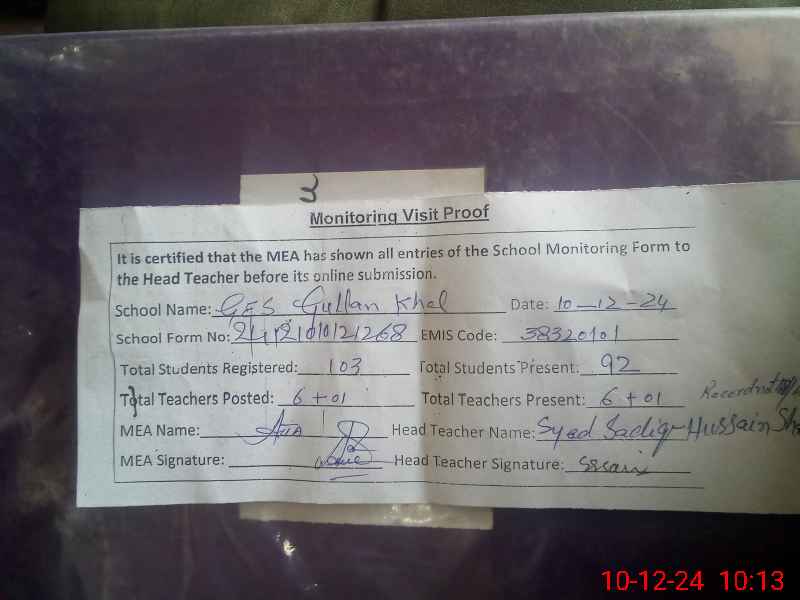 3
Monitoring Visit Proof
It is certified that the MEA has shown all entries of the School Monitoring Form to
the Head Teacher before its online submission.
School Name: GES Gullan Khel Date: 10-12-24
School Form No: EMIS Code: 38320101
Total Students Registered: 103 Total Students Present: 92
Total Teachers Posted: 6+01 Total Teachers Present: 6+01
MEA Name: Head Teacher Name: Syed Sadiq Hussain Sha
MEA Signature: Head Teacher Signature:
10-12-24 10:13